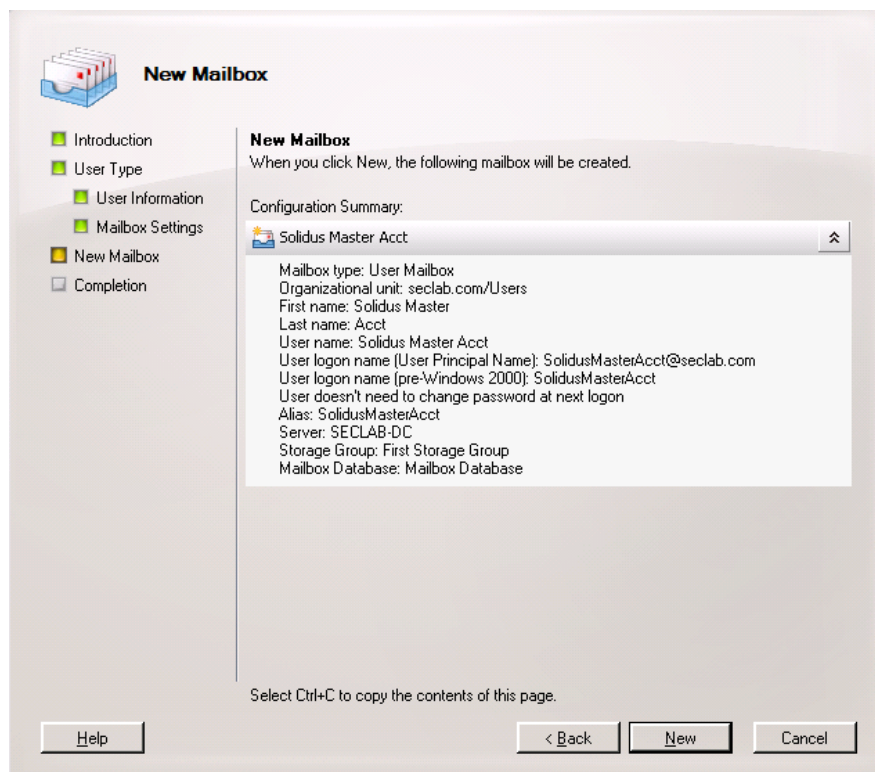 New Mailbox
Introduction
User Type
User Information
Mailbox Settings
New Mailbox
Completion
New Mailbox
When you click New, the following mailbox will be created.
Configuration Summary:
Solidus Master Acct
Mailbox type: User Mailbox
Organizational unit: seclab.com/Users
First name: Solidus Master
Last name: Acct
User name: Solidus Master Acct
User logon name (User Principal Name): SolidusMasterAcct@seclab.com
User logon name (pre-Windows 2000): SolidusMasterAcct
User doesn't need to change password at next logon
Alias: SolidusMasterAcct
Server: SECLAB-DC
Storage Group: First Storage Group
Mailbox Database: Mailbox Database
Select Ctrl+C to copy the contents of this page.
Help
< Back
New
Cancel